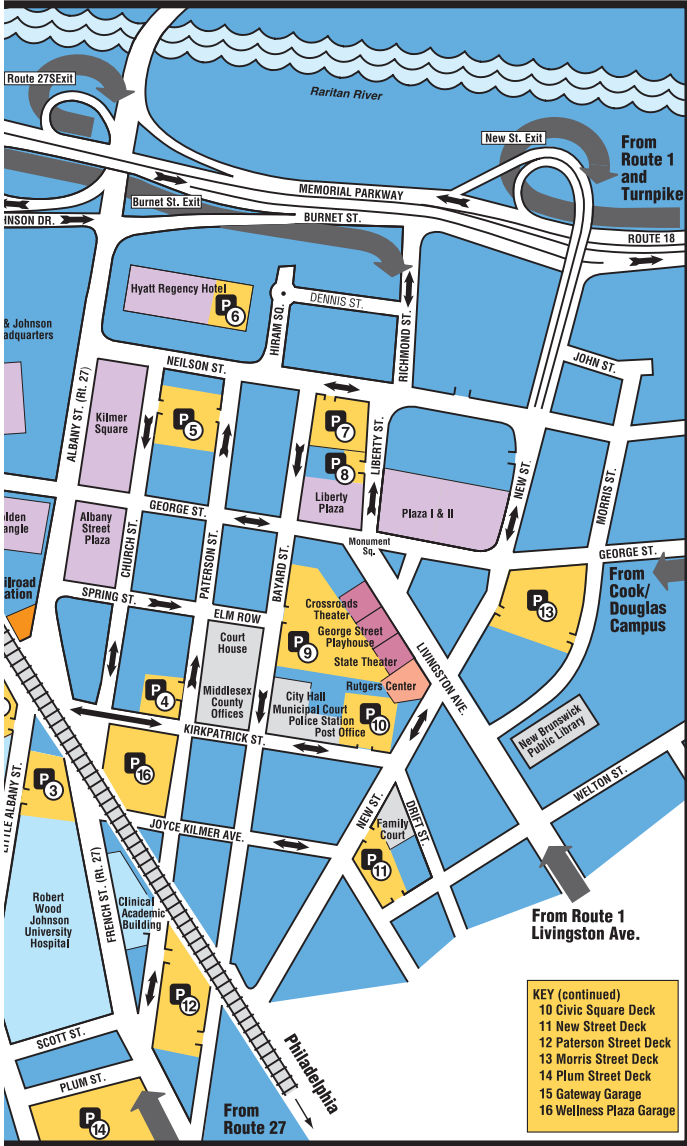 Route 27SExit
Raritan River
New St. Exit
From
Route 1
and
Turnpike
MEMORIAL PARKWAY
Burnet St. Exit
HNSON DR.
BURNET ST.
ROUTE 18
Hyatt Regency Hotel
P
6
DENNIS ST.
HIRAM SQ.
RICHMOND ST.
& Johnson
eadquarters
NEILSON ST.
JOHN ST.
ALBANY ST. (Rt. 27)
Kilmer
Square
P
5
P
7
P
8
LIBERTY ST.
Liberty
Plaza
Plaza I & II
NEW ST.
MORRIS ST.
GEORGE ST.
Monument
Sq.
GEORGE ST.
olden
angle
Albany
Street
Plaza
CHURCH ST.
PATERSON ST.
BAYARD ST.
ailroad
tation
SPRING ST.
ELM ROW
Crossroads
Theater
George Street
Playhouse
State Theater
Rutgers Center
P
9
P
13
From
Cook/
Douglas
Campus
LIVINGSTON AVE.
Court
House
Middlesex
County
Offices
P
4
City Hall
Municipal Court
Police Station
Post Office
P
10
KIRKPATRICK ST.
New Brunswick
Public Library
WELTON ST.
P
16
P
3
LITTLE ALBANY ST.
JOYCE KILMER AVE.
NEW ST.
DRIFT ST.
Family
Court
P
11
FRENCH ST. (Rt. 27)
Clinical
Academic
Building
Robert
Wood
Johnson
University
Hospital
From Route 1
Livingston Ave.
P
12
SCOTT ST.
PLUM ST.
P
14
From
Route 27
Philadelphia
KEY (continued)
10 Civic Square Deck
11 New Street Deck
12 Paterson Street Deck
13 Morris Street Deck
14 Plum Street Deck
15 Gateway Garage
16 Wellness Plaza Garage